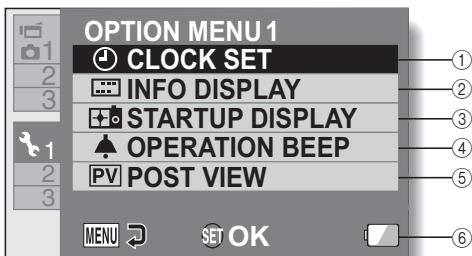 OPTION MENU 1
CLOCK SET ①
INFO DISPLAY ②
STARTUP DISPLAY ③
OPERATION BEEP ④
PV POST VIEW ⑤
MENU SET OK ⑥
1
2
3
1
2
3